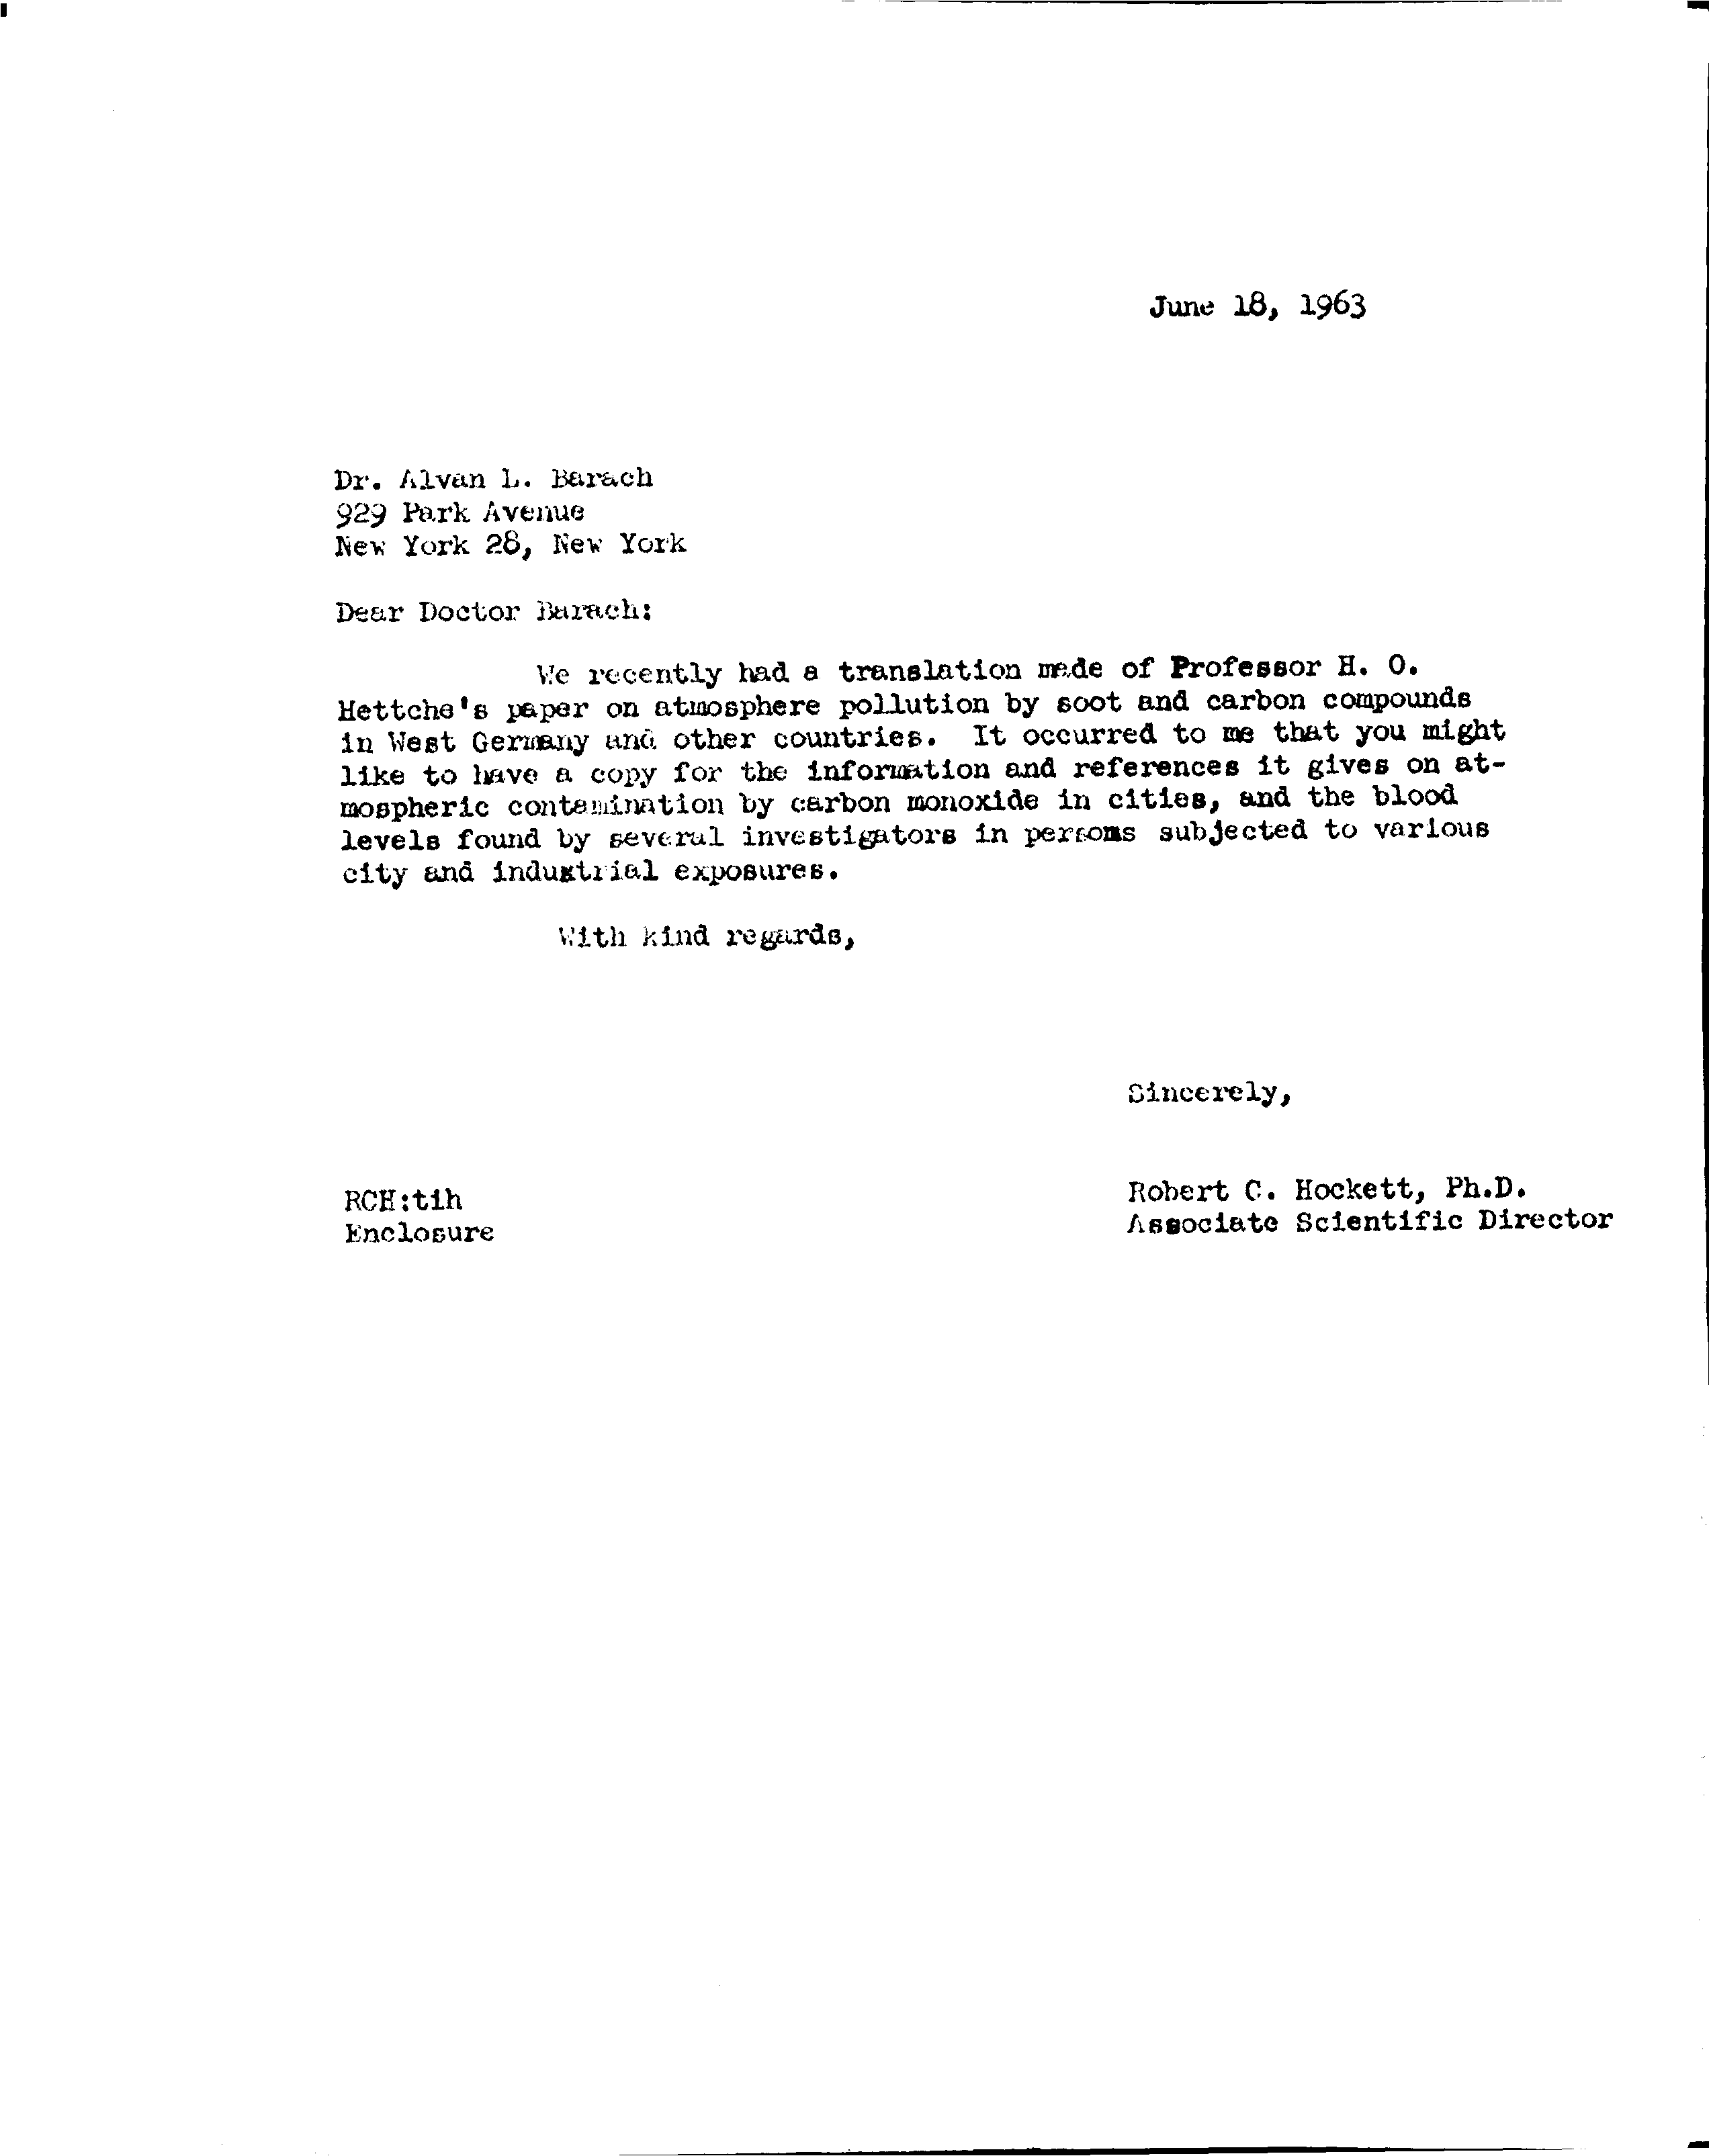 June 18, 1963
Dr. Alvan L. Barach
929 Park Avenue
New York 28, New York
Dear Doctor Barach:
We recently had a translation made of Professor H. O.
Hettche's paper on atmosphere pollution by soot and carbon compounds
in West Germany and other countries. It occurred to me that you might
like to have a copy for the information and references it gives on at-
mospheric contamination by carbon monoxide in cities, and the blood
levels found by several investigators in persons subjected to various
city and industrial exposures.
With kind regards,
Sincerely,
RCH:tih
Enclosure
Robert C. Hockett, Ph.D.
Associate Scientific Director